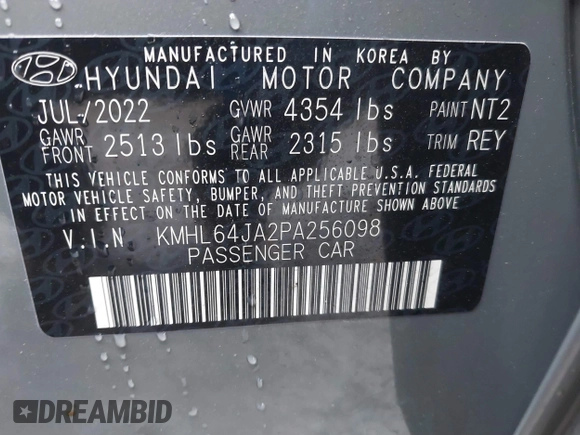 MANUFACTURED IN KOREA BY
HYUNDAI MOTOR COMPANY
JUL/2022 GVWR 4354 lbs PAINT NT2
GAWR FRONT 2513 lbs GAWR REAR 2315 lbs TRIM REY
THIS VEHICLE CONFORMS TO ALL APPLICABLE U.S.A. FEDERAL
MOTOR VEHICLE SAFETY, BUMPER, AND THEFT PREVENTION STANDARDS
IN EFFECT ON THE DATE OF MANUFACTURE SHOWN ABOVE.
V.I.N KMHL64JA2PA256098
PASSENGER CAR
DREAMBID